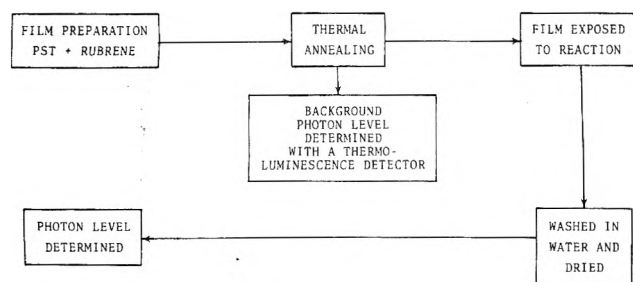 FILM PREPARATION
PST + RUBRENE
THERMAL
ANNEALING
FILM EXPOSED
TO REACTION
BACKGROUND
PHOTON LEVEL
DETERMINED
WITH A THERMO-
LUMINESCENCE DETECTOR
WASHED IN
WATER AND
DRIED
PHOTON LEVEL
DETERMINED